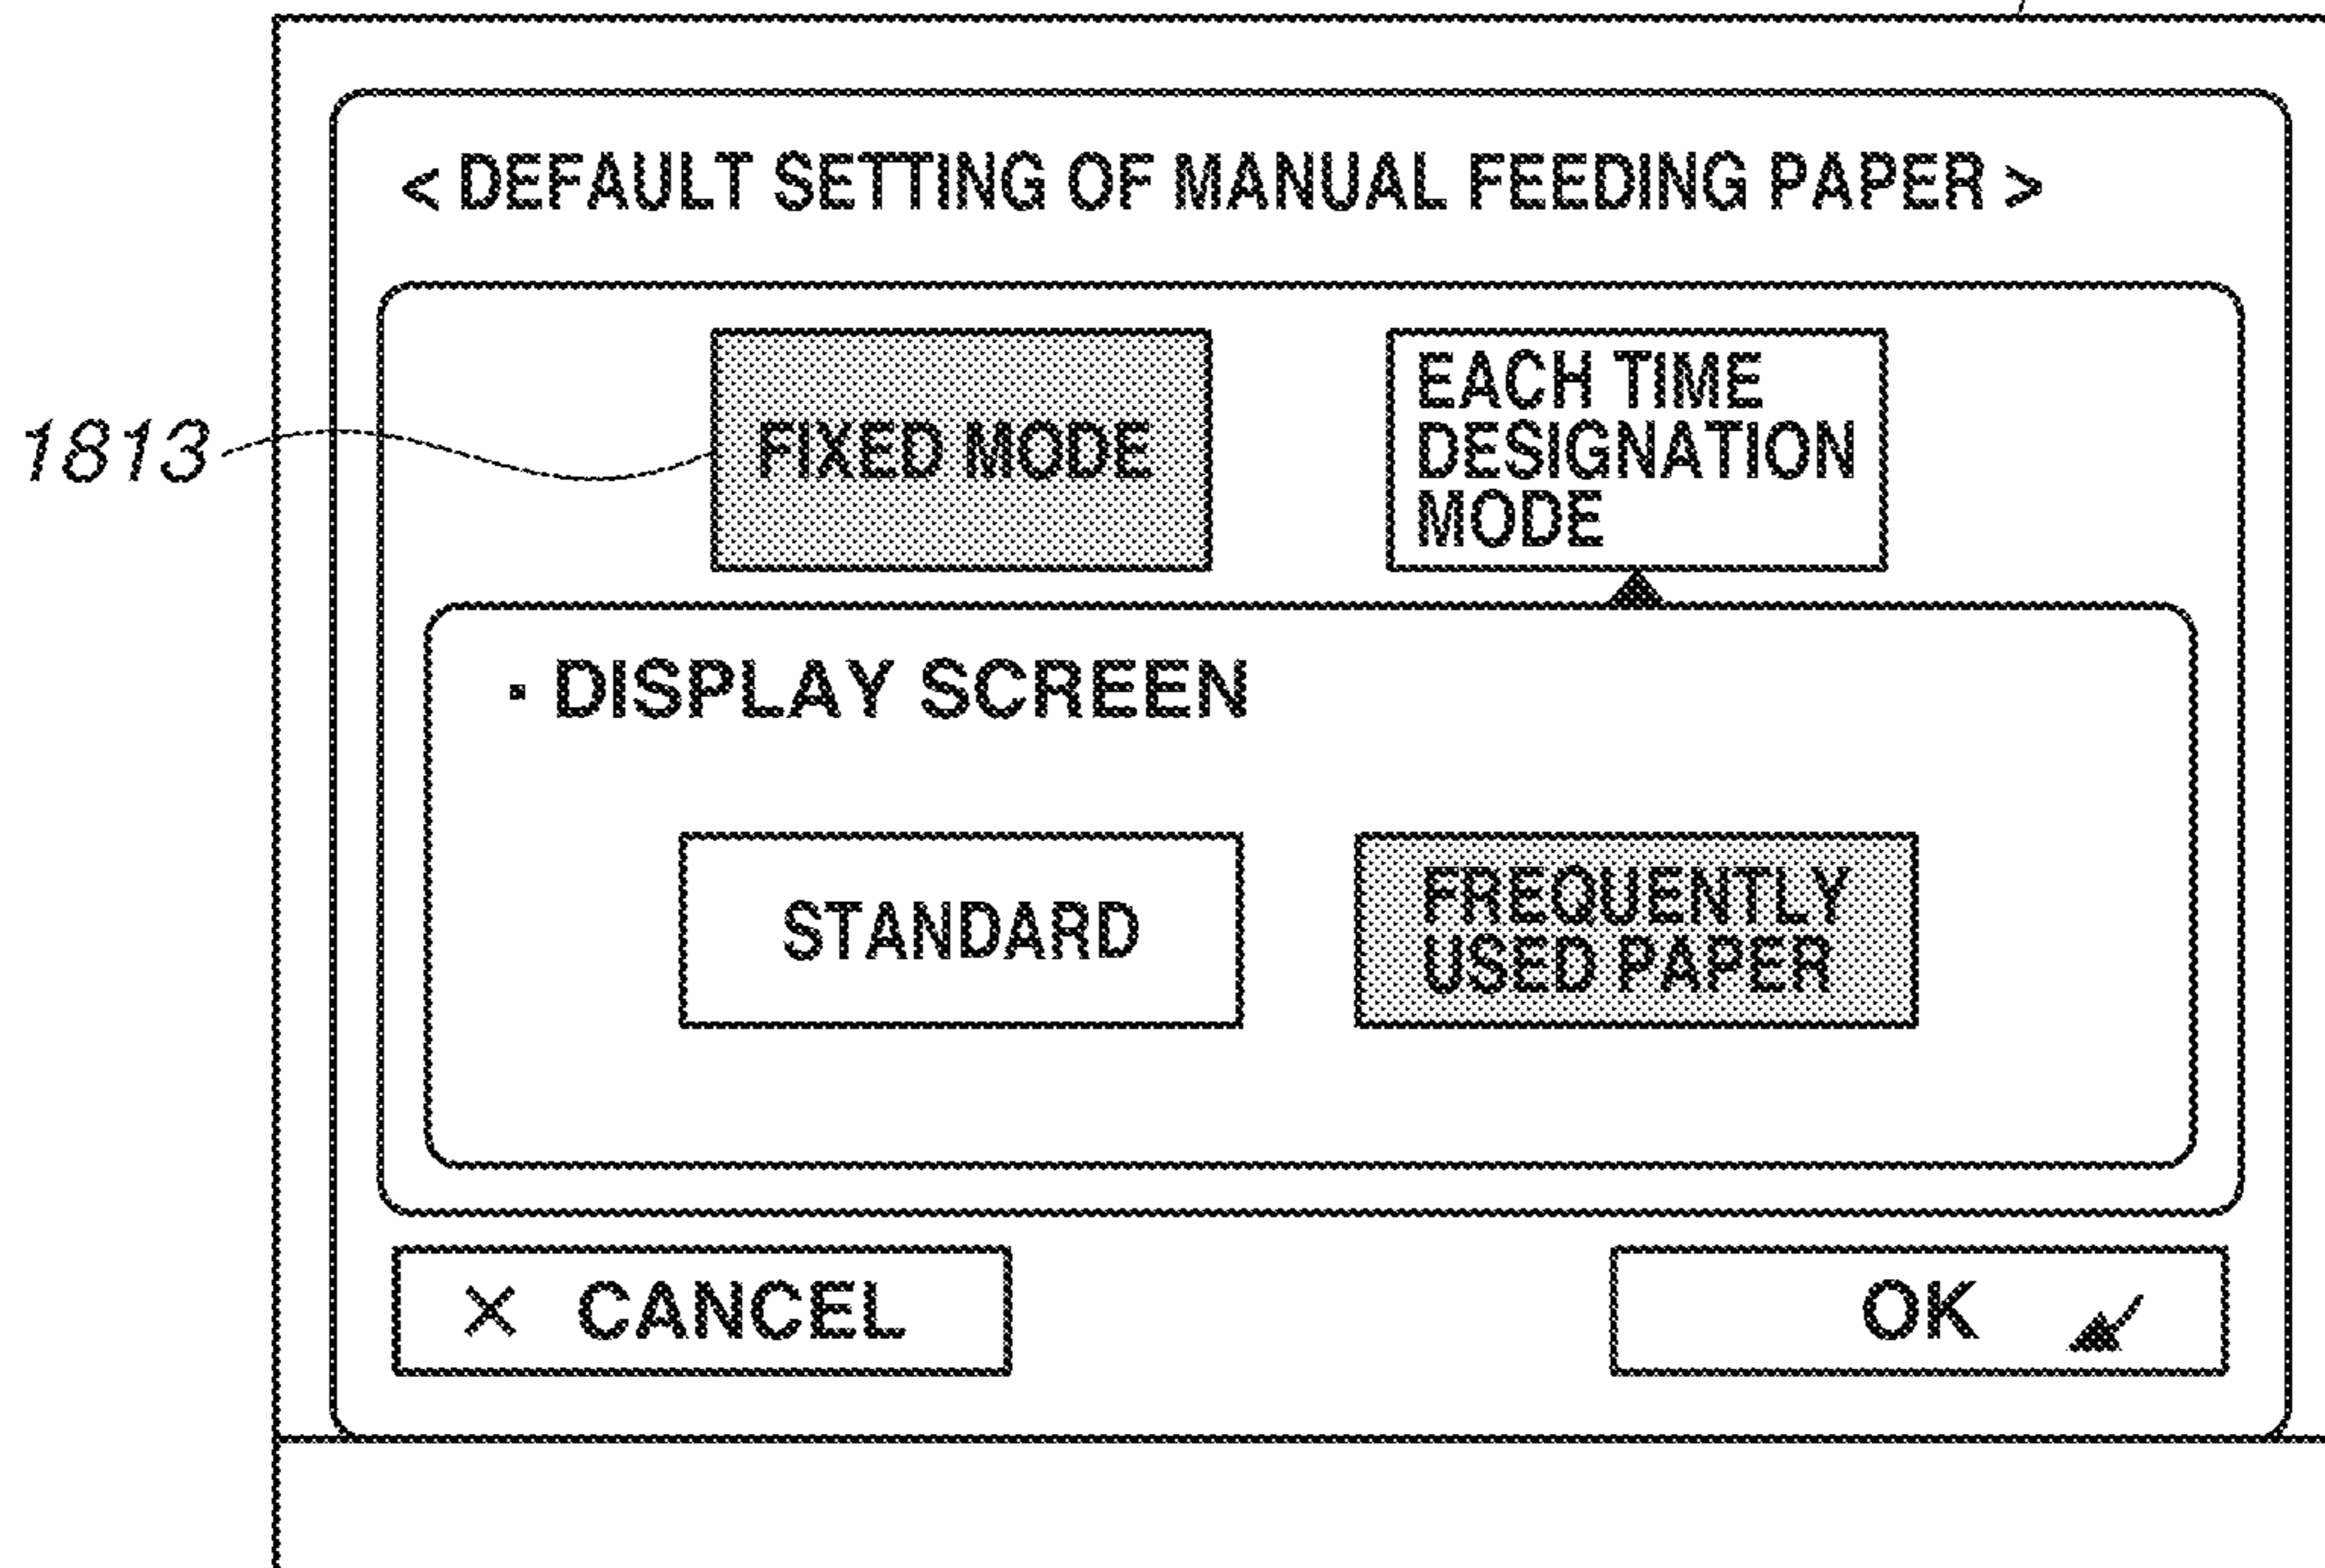 < DEFAULT SETTING OF MANUAL FEEDING PAPER >
1813
FIXED MODE
EACH TIME
DESIGNATION
MODE
· DISPLAY SCREEN
STANDARD
FREQUENTLY
USED PAPER
× CANCEL
OK